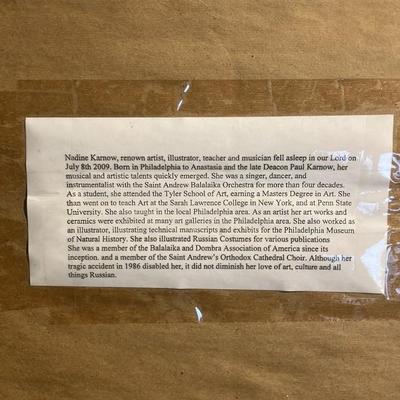 Nadine Karnow, renown artist, illustrator, teacher and musician fell asleep in our Lord on
July 8th 2009. Born in Philadelphia to Anastasia and the late Deacon Paul Karnow, her
musical and artistic talents quickly emerged. She was a singer, dancer, and
instrumentalist with the Saint Andrew Balalaika Orchestra for more than four decades.
As a student, she attended the Tyler School of Art, earning a Masters Degree in Art. She
than went on to teach Art at the Sarah Lawrence College in New York, and at Penn State
University. She also taught in the local Philadelphia area. As an artist her art works and
ceramics were exhibited at many art galleries in the Philadelphia area. She also worked as
an illustrator, illustrating technical manuscripts and exhibits for the Philadelphia Museum
of Natural History. She also illustrated Russian Costumes for various publications
She was a member of the Balalaika and Dombra Association of America since its
inception. and a member of the Saint Andrew's Orthodox Cathedral Choir. Although her
tragic accident in 1986 disabled her, it did not diminish her love of art, culture and all
things Russian.